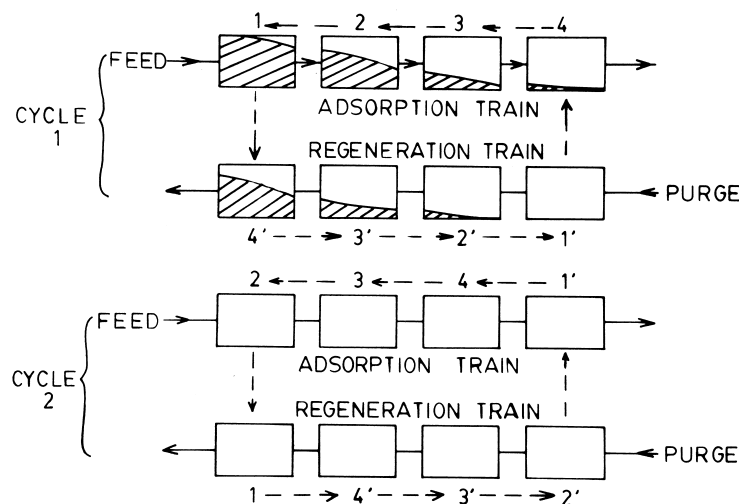 1 2 3 4
FEED
ADSORPTION TRAIN
CYCLE 1
REGENERATION TRAIN
PURGE
4' 3' 2' 1'
2 3 4 1'
FEED
ADSORPTION TRAIN
CYCLE 2
REGENERATION TRAIN
PURGE
1 4' 3' 2'